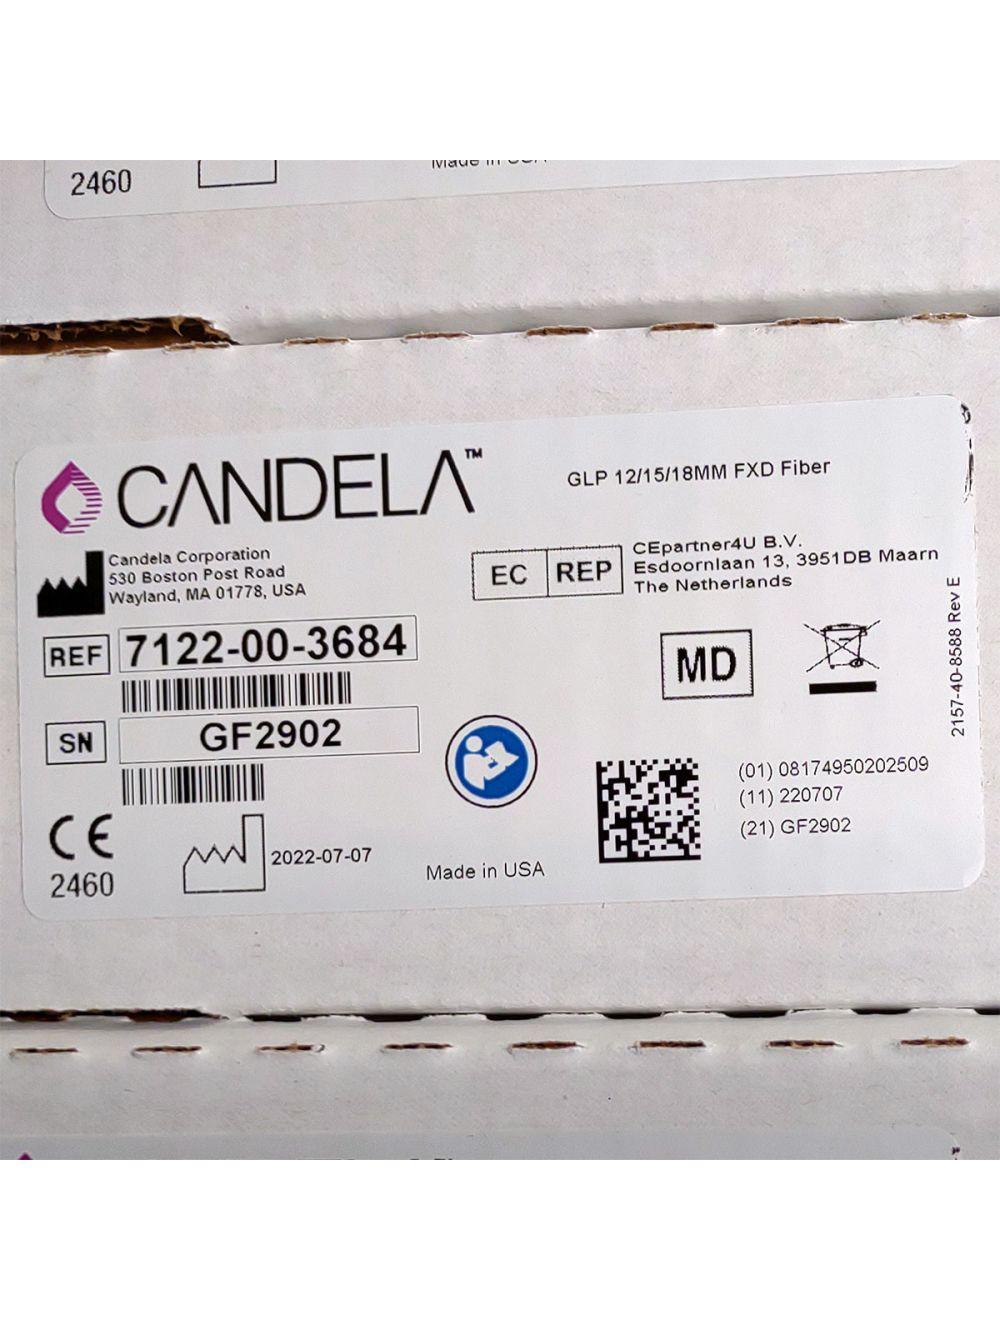 2460
Made in USA
CANDELA™
GLP 12/15/18MM FXD Fiber
Candela Corporation
530 Boston Post Road
Wayland, MA 01778, USA
EC REP
CEpartner4U B.V.
Esdoornlaan 13, 3951DB Maarn
The Netherlands
REF 7122-00-3684
MD
SN GF2902
2157-40-8588 Rev E
(01) 08174950202509
(11) 220707
(21) GF2902
CE
2460
2022-07-07
Made in USA